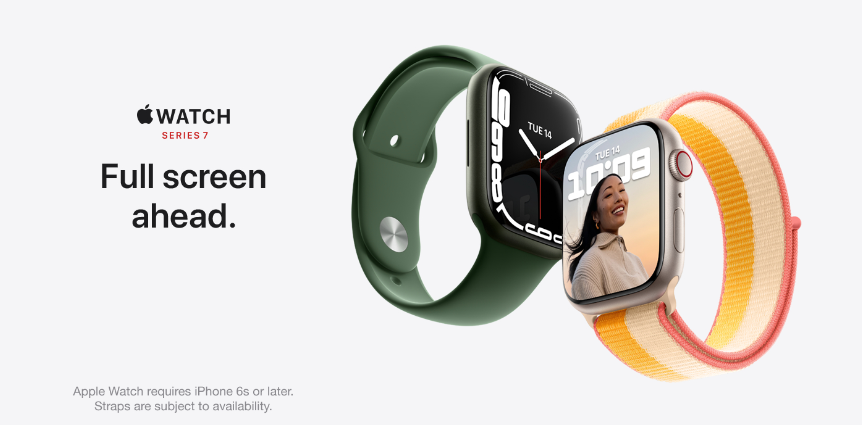 WATCH
SERIES 7
Full screen
ahead.
TUE 14
TUE 14
10:09
Apple Watch requires iPhone 6s or later.
Straps are subject to availability.